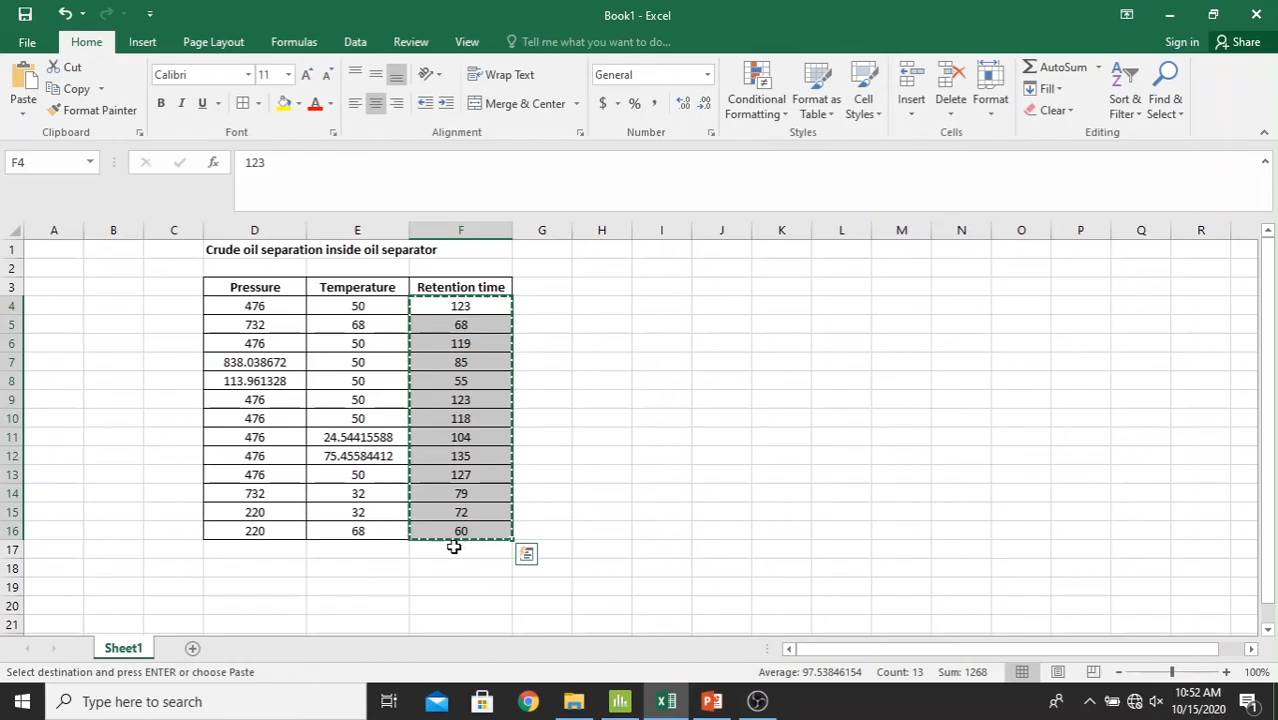 Book1 - Excel
File Home Insert Page Layout Formulas Data Review View Tell me what you want to do... Sign in Share
Paste Cut Copy Format Painter Clipboard
Calibri 11 B I U A Font
Wrap Text Merge & Center Alignment
General $ % , Number
Conditional Formatting Format as Table Cell Styles Styles
Insert Delete Format Cells
AutoSum Fill Clear Sort & Filter Find & Select Editing
F4 fx 123
A B C D E F G H I J K L M N O P Q R
1 Crude oil separation inside oil separator
2
3 Pressure Temperature Retention time
4 476 50 123
5 732 68 68
6 476 50 119
7 838.038672 50 85
8 113.961328 50 55
9 476 50 123
10 476 50 118
11 476 24.54415588 104
12 476 75.45584412 135
13 476 50 127
14 732 32 79
15 220 32 72
16 220 68 60
17
18
19
20
21
Sheet1
Select destination and press ENTER or choose Paste Average: 97.53846154 Count: 13 Sum: 1268 100%
Type here to search 10:52 AM
10/15/2020